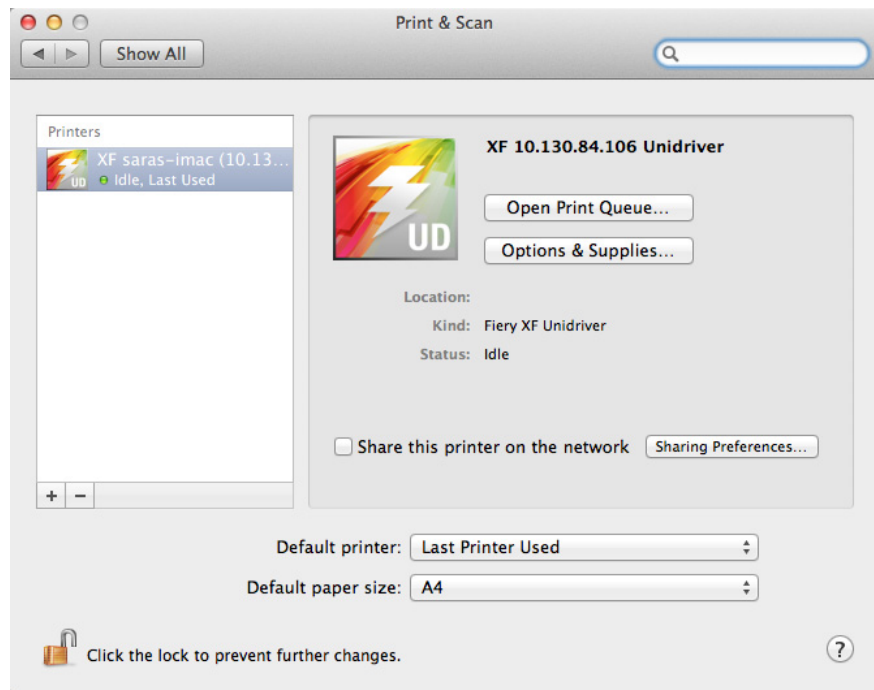 Print & Scan
Show All
Printers
XF saras-imac (10.13...
Idle, Last Used
UD
UD
XF 10.130.84.106 Unidriver
Open Print Queue...
Options & Supplies...
Location:
Kind: Fiery XF Unidriver
Status: Idle
Share this printer on the network Sharing Preferences...
+ −
Default printer: Last Printer Used
Default paper size: A4
Click the lock to prevent further changes.
?